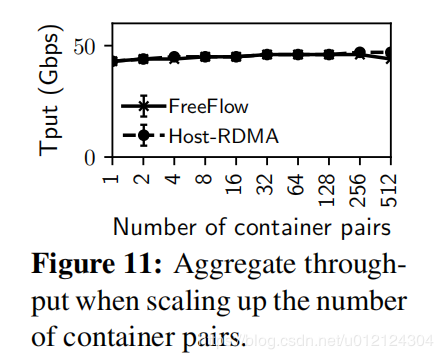 Tput (Gbps)
50
0
FreeFlow
Host-RDMA
1 2 4 8 16 32 64 128 256 512
Number of container pairs
Figure 11: Aggregate through-
put when scaling up the number
of container pairs.
http://blog.csdn.net/u012124304